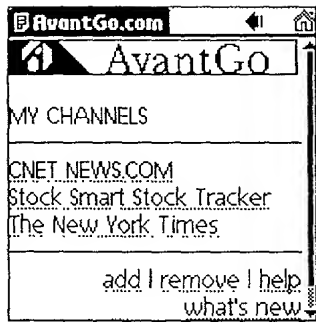 AvantGo.com
AvantGo
MY CHANNELS
CNET NEWS.COM
Stock Smart Stock Tracker
The New York Times
add | remove | help
what's new